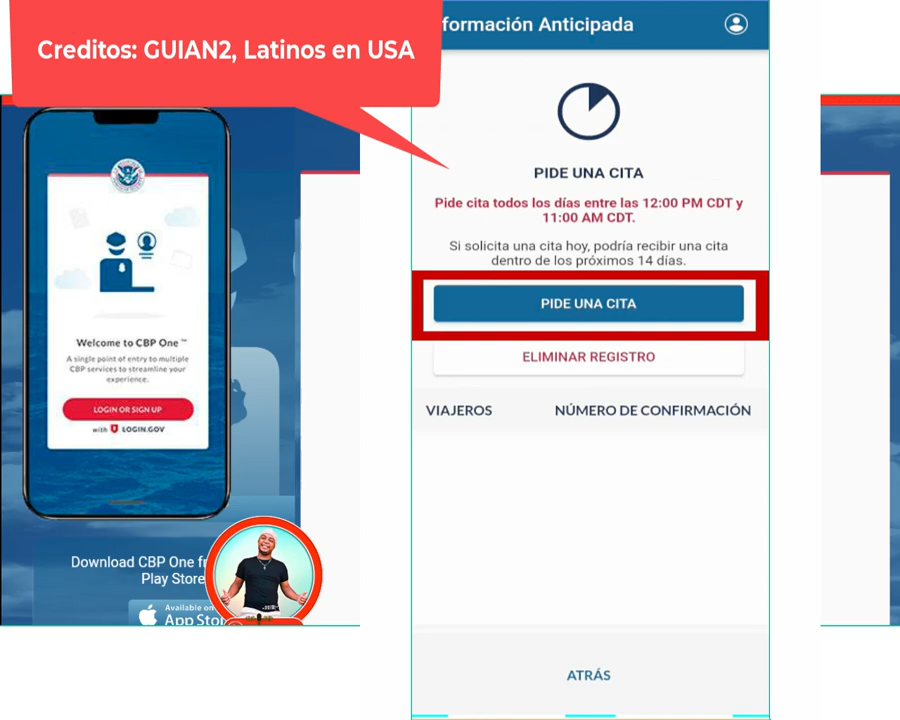 Creditos: GUIAN2, Latinos en USA
formación Anticipada
PIDE UNA CITA
Pide cita todos los días entre las 12:00 PM CDT y
11:00 AM CDT.
Si solicita una cita hoy, podría recibir una cita
dentro de los próximos 14 días.
PIDE UNA CITA
ELIMINAR REGISTRO
VIAJEROS
NÚMERO DE CONFIRMACIÓN
ATRÁS
Welcome to CBP One ™
A single point of entry to multiple
CBP services to streamline your
experience.
LOGIN OR SIGN UP
with LOGIN.GOV
Download CBP One fr
Play Store
Available on
App Stor